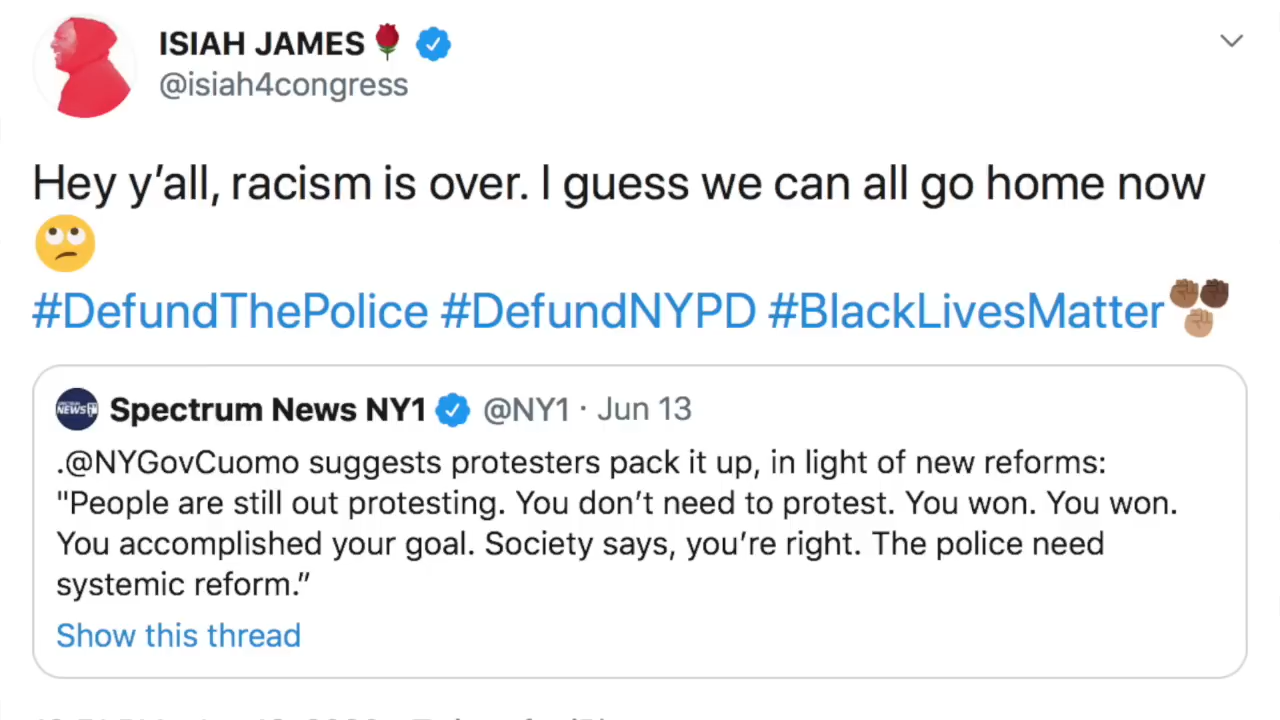 ISIAH JAMES🌹
@isiah4congress
Hey y’all, racism is over. I guess we can all go home now
🙄
#DefundThePolice #DefundNYPD #BlackLivesMatter✊🏾✊🏿✊🏽
Spectrum News NY1 @NY1 · Jun 13
.@NYGovCuomo suggests protesters pack it up, in light of new reforms:
"People are still out protesting. You don’t need to protest. You won. You won.
You accomplished your goal. Society says, you’re right. The police need
systemic reform.”
Show this thread